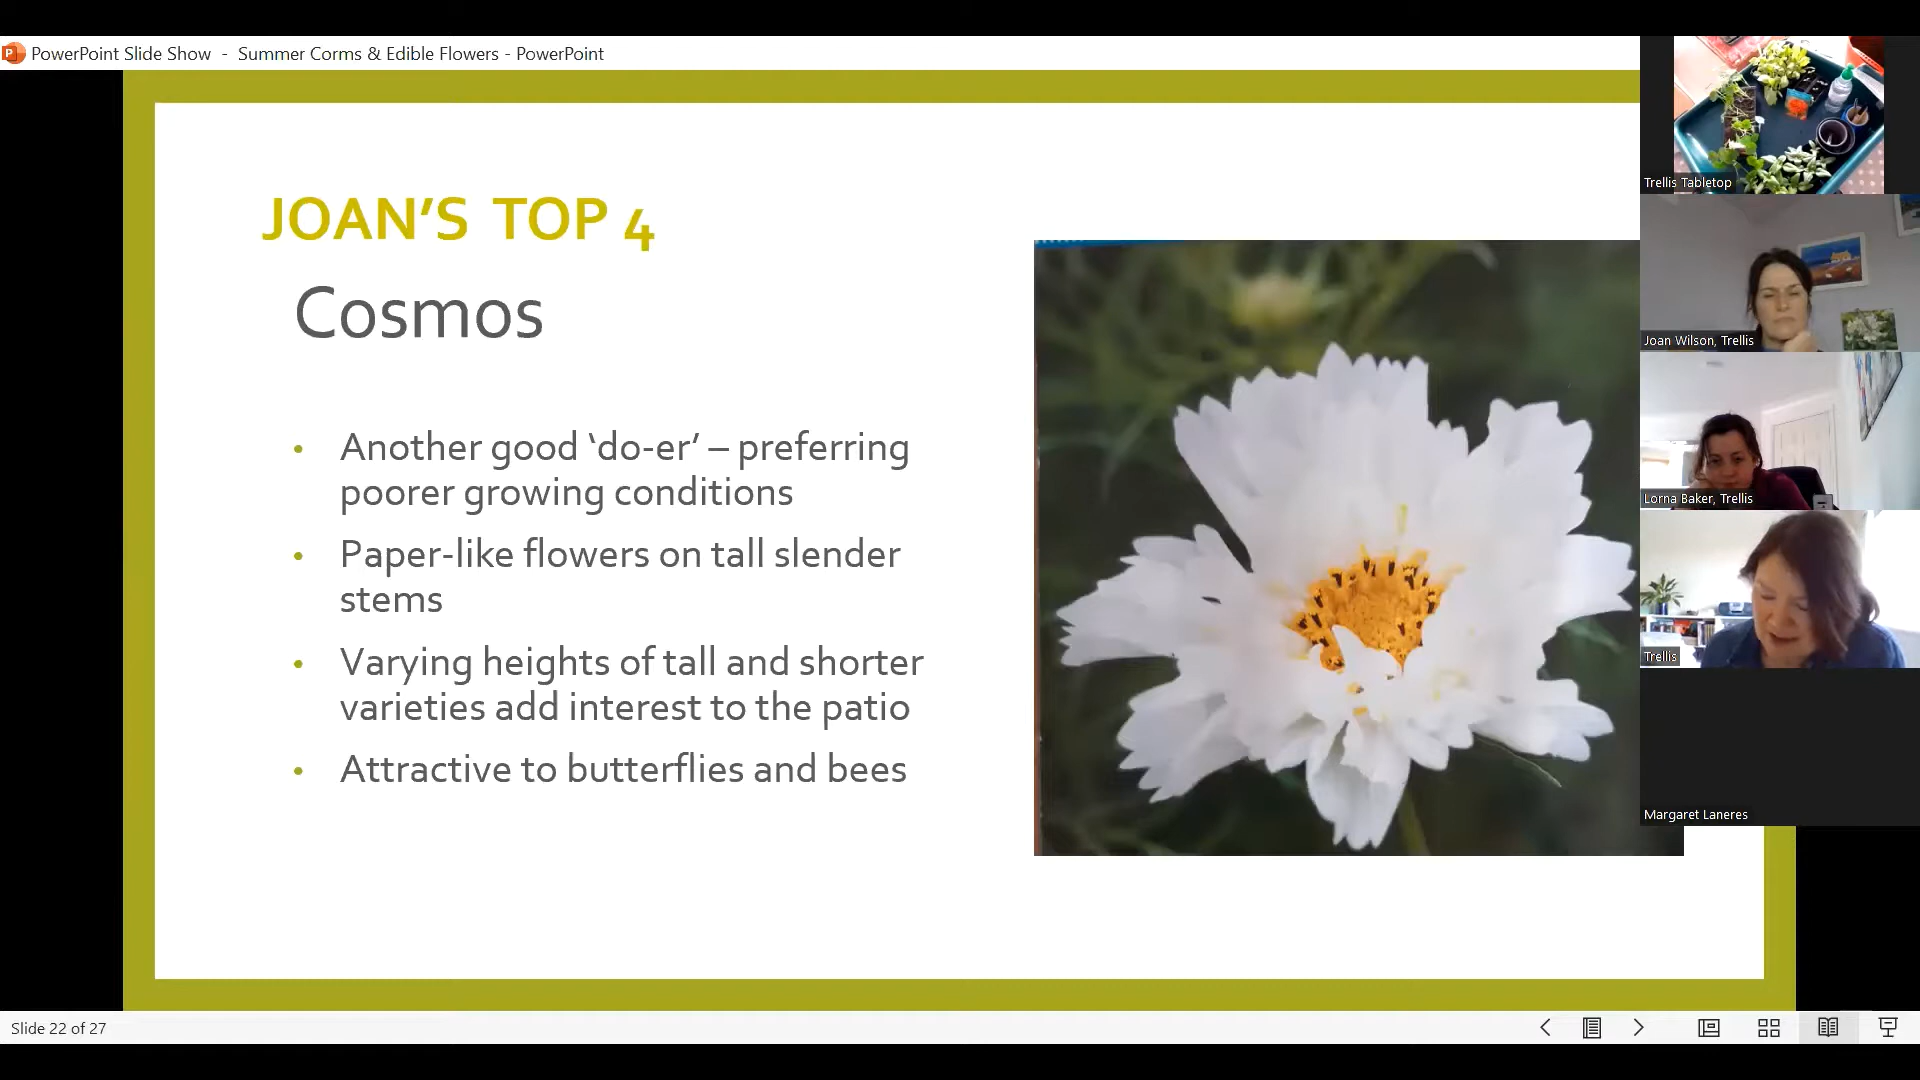 PowerPoint Slide Show - Summer Corms & Edible Flowers - PowerPoint
JOAN’S TOP 4
Cosmos
• Another good ‘do-er’ – preferring
poorer growing conditions
• Paper-like flowers on tall slender
stems
• Varying heights of tall and shorter
varieties add interest to the patio
• Attractive to butterflies and bees
Trellis Tabletop
Joan Wilson, Trellis
Lorna Baker, Trellis
Trellis
Margaret Laneres
Slide 22 of 27